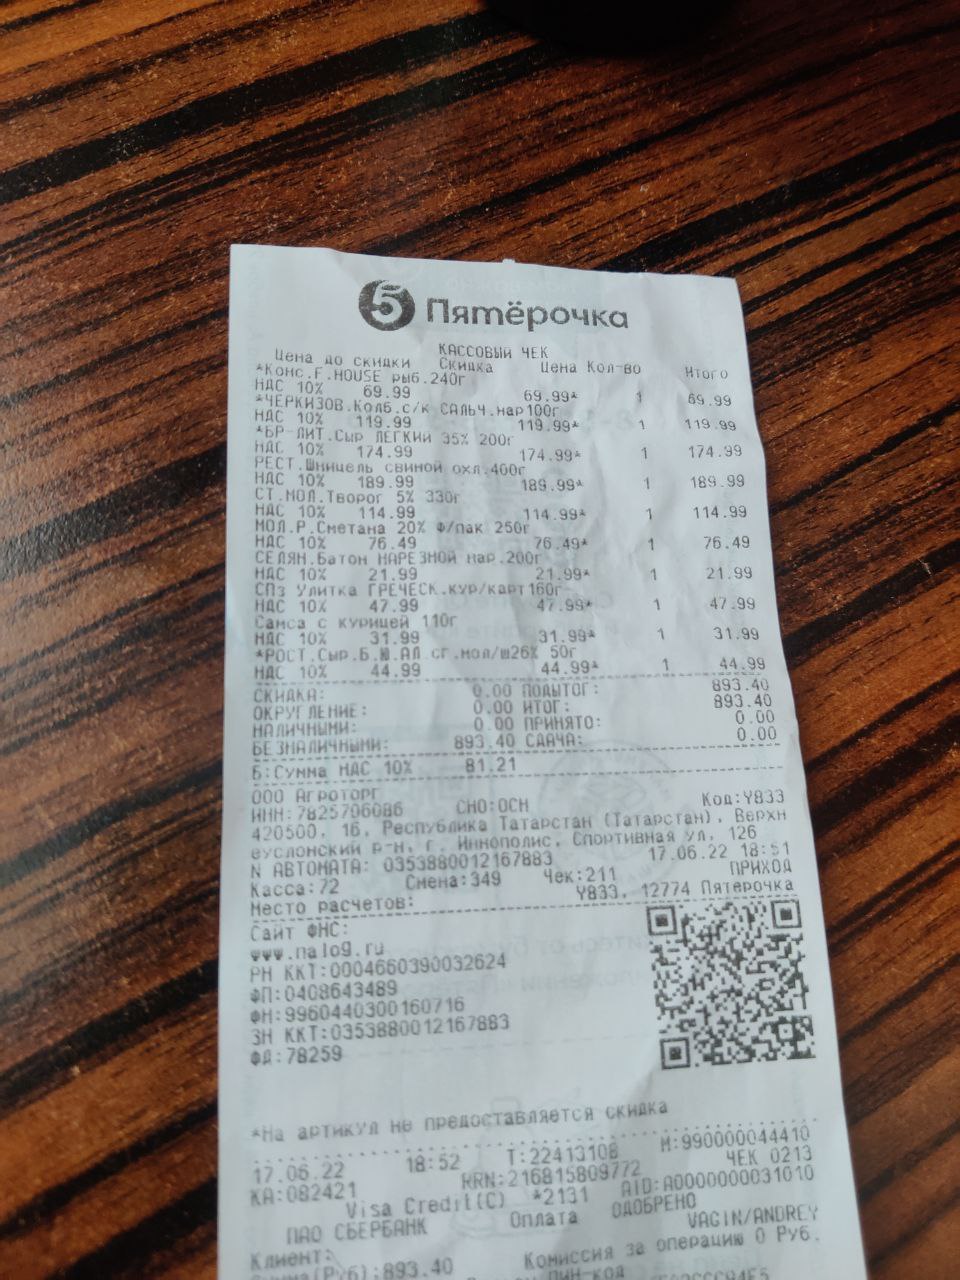 5 Пятёрочка
КАССОВЫЙ ЧЕК
Цена до скидки Скидка Цена Кол-во Итого
*Конс.F.HOUSE рыб.240г
НДС 10% 69.99 69.99* 1 69.99
*ЧЕРКИЗОВ.Колб.с/к САЛЬЧ.нар100г
НДС 10% 119.99 119.99* 1 119.99
*БР-ЛИТ.Сыр ЛЕГКИЙ 35% 200г
НДС 10% 174.99 174.99* 1 174.99
РЕСТ.Шницель свиной охл.400г
НДС 10% 189.99 189.99* 1 189.99
СТ.МОЛ.Творог 5% 330г
НДС 10% 114.99 114.99* 1 114.99
МОЛ.Р.Сметана 20% Ф/пак 250г
НДС 10% 76.49 76.49* 1 76.49
СЕЛЯН.Батон НАРЕЗНОЙ нар.200г
НДС 10% 21.99 21.99* 1 21.99
СПз Улитка ГРЕЧЕСК.кур/карт160г
НДС 10% 47.99 47.99* 1 47.99
Самса с курицей 110г
НДС 10% 31.99 31.99* 1 31.99
*РОСТ.Сыр.Б.Ю.АЛ.сг.мол/ш26% 50г
НДС 10% 44.99 44.99* 1 44.99
СКИДКА: 0.00 ПОДЫТОГ: 893.40
ОКРУГЛЕНИЕ: 0.00 ИТОГ: 893.40
НАЛИЧНЫМИ: 0.00 ПРИНЯТО: 0.00
БЕЗНАЛИЧНЫМИ: 893.40 СДАЧА: 0.00
Б:Сумма НДС 10% 81.21
ООО Агроторг
ИНН:7825706086 СНО:ОСН Код:Y833
420500, 16, Республика Татарстан (Татарстан), Верхн
еуслонский р-н, г. Иннополис, Спортивная ул, 126
N АВТОМАТА: 0353880012167883 17.06.22 18:51
Касса:72 Смена:349 Чек:211 ПРИХОД
Место расчетов: Y833, 12774 Пятерочка
Сайт ФНС:
www.nalog.ru
РН ККТ:0004660390032624
ФП:0408643489
ФН:9960440300160716
ЗН ККТ:0353880012167883
ФД:78259
*На артикул не предоставляется скидка
17.06.22 18:52 Т:22413108 М:990000044410
КА:082421 RRN:216815809772 ЧЕК 0213
Visa Credit(C) *2131 AID:A0000000031010
ПАО СБЕРБАНК Оплата ОДОБРЕНО
Клиент: VAGIN/ANDREY
Сумма(Руб):893.40 Комиссия за операцию 0 Руб.
Пин-код